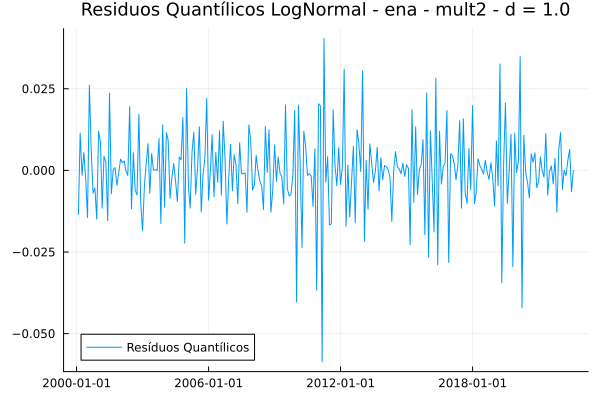 Residuos Quantílicos LogNormal - ena - mult2 - d = 1.0
0.025
0.000
−0.025
−0.050
Resíduos Quantílicos
2000-01-01 2006-01-01 2012-01-01 2018-01-01